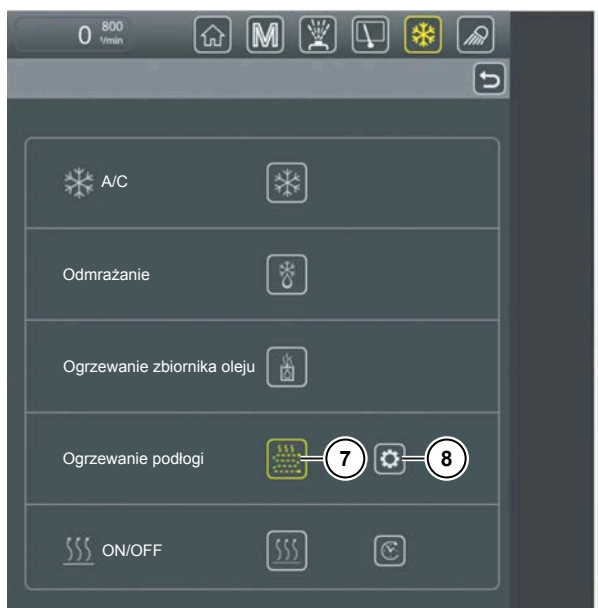 0 800
1/min
M
A/C
Odmrażanie
Ogrzewanie zbiornika oleju
Ogrzewanie podłogi
7
8
ON/OFF